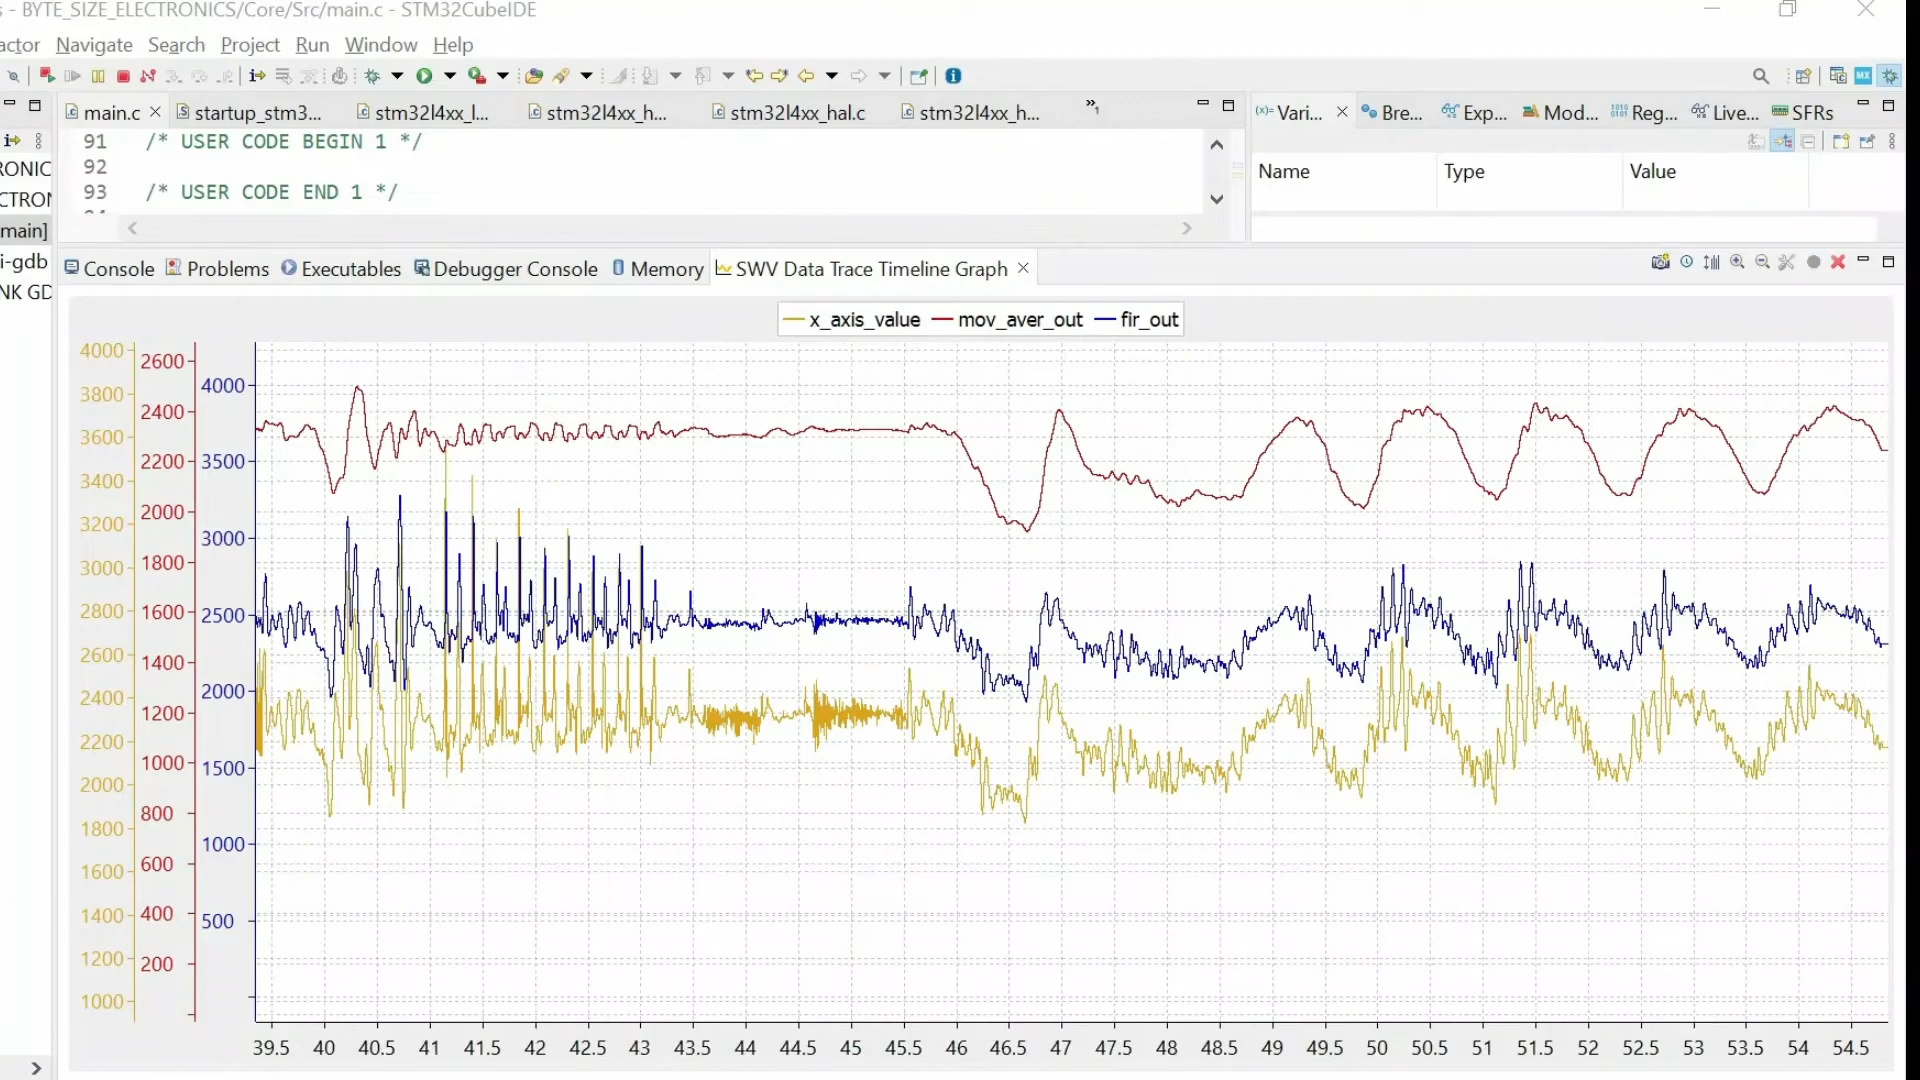 s - BYTE_SIZE_ELECTRONICS/Core/Src/main.c - STM32CubeIDE
actor Navigate Search Project Run Window Help
main.c startup_stm3... stm32l4xx_l... stm32l4xx_h... stm32l4xx_hal.c stm32l4xx_h... »1
(x)= Vari... Bre... Exp... Mod... Reg... Live... SFRs
91 /* USER CODE BEGIN 1 */
92
93 /* USER CODE END 1 */
94
Name Type Value
RONIC
CTRON
main]
i-gdb
NK GD
Console Problems Executables Debugger Console Memory SWV Data Trace Timeline Graph
x_axis_value mov_aver_out fir_out
4000
3800
3600
3400
3200
3000
2800
2600
2400
2200
2000
1800
1600
1400
1200
1000
2600
2400
2200
2000
1800
1600
1400
1200
1000
800
600
400
200
4000
3500
3000
2500
2000
1500
1000
500
39.5 40 40.5 41 41.5 42 42.5 43 43.5 44 44.5 45 45.5 46 46.5 47 47.5 48 48.5 49 49.5 50 50.5 51 51.5 52 52.5 53 53.5 54 54.5